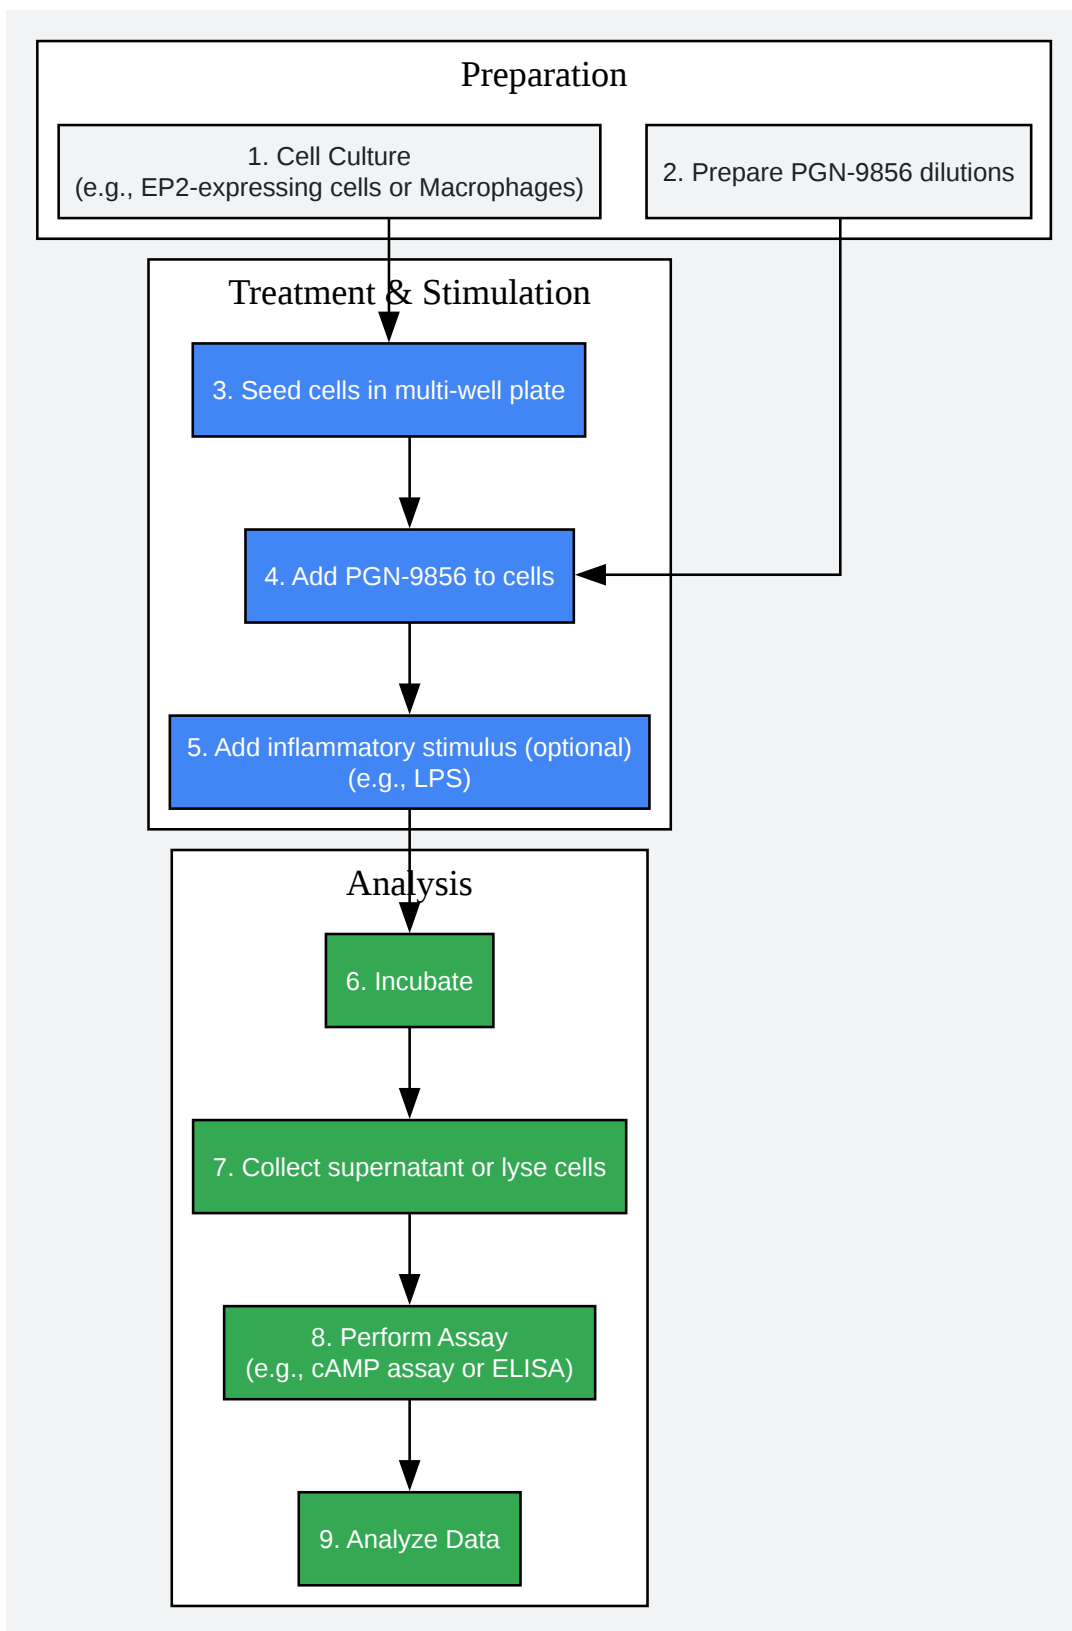 Preparation
1. Cell Culture
(e.g., EP2-expressing cells or Macrophages)
2. Prepare PGN-9856 dilutions
Treatment & Stimulation
3. Seed cells in multi-well plate
4. Add PGN-9856 to cells
5. Add inflammatory stimulus (optional)
(e.g., LPS)
Analysis
6. Incubate
7. Collect supernatant or lyse cells
8. Perform Assay
(e.g., cAMP assay or ELISA)
9. Analyze Data